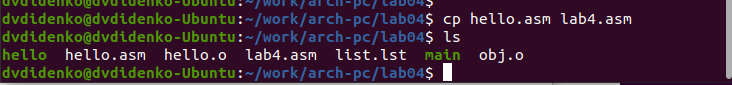 dvdidenko@dvdidenko-Ubuntu:~/work/arch-pc/lab04$ cp hello.asm lab4.asm
dvdidenko@dvdidenko-Ubuntu:~/work/arch-pc/lab04$ ls
hello hello.asm hello.o lab4.asm list.lst main obj.o
dvdidenko@dvdidenko-Ubuntu:~/work/arch-pc/lab04$